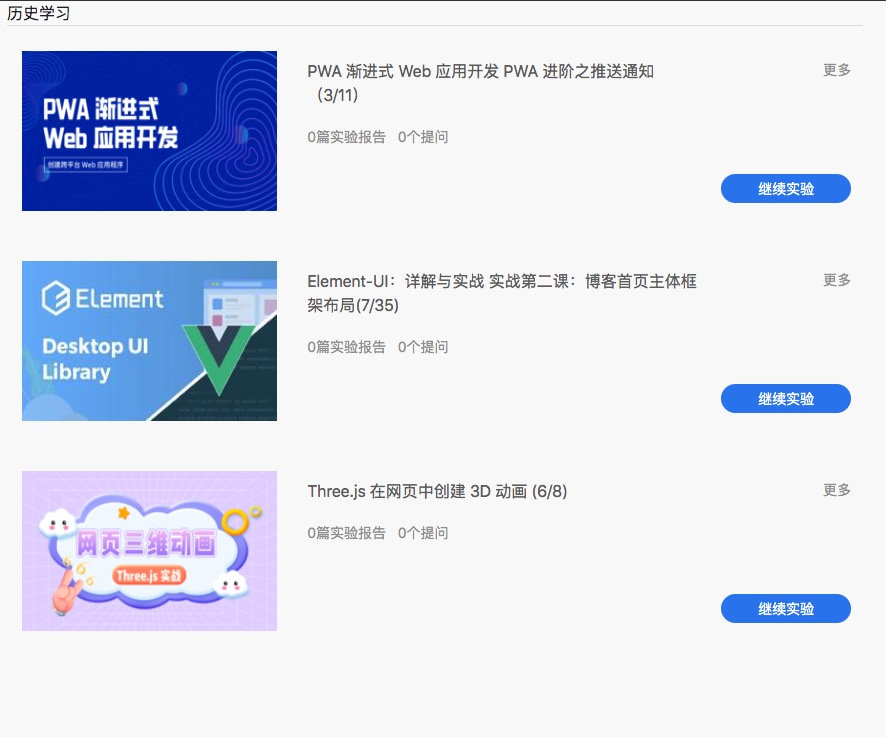 历史学习
PWA 渐进式
Web 应用开发
创建跨平台 Web 应用程序
PWA 渐进式 Web 应用开发 PWA 进阶之推送通知
（3/11）
更多
0篇实验报告 0个提问
继续实验
Element
Desktop UI
Library
Element-UI：详解与实战 实战第二课：博客首页主体框
架布局(7/35)
更多
0篇实验报告 0个提问
继续实验
网页三维动画
Three.js 实战
Three.js 在网页中创建 3D 动画 (6/8)
更多
0篇实验报告 0个提问
继续实验